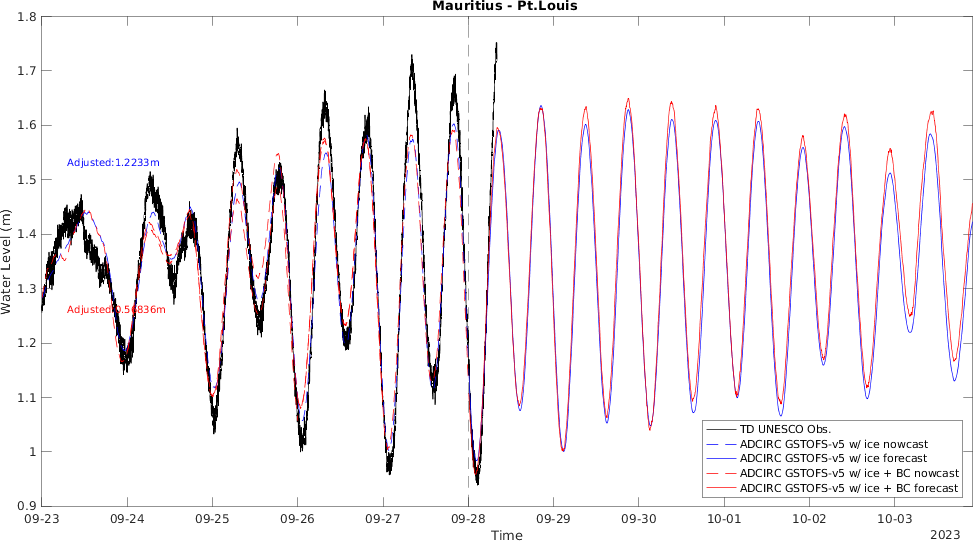 Mauritius - Pt.Louis
1.8
1.7
1.6
1.5
1.4
1.3
1.2
1.1
1
0.9
Water Level (m)
Adjusted:1.2233m
Adjusted:0.56836m
TD UNESCO Obs.
ADCIRC GSTOFS-v5 w/ ice nowcast
ADCIRC GSTOFS-v5 w/ ice forecast
ADCIRC GSTOFS-v5 w/ ice + BC nowcast
ADCIRC GSTOFS-v5 w/ ice + BC forecast
09-23 09-24 09-25 09-26 09-27 09-28 09-29 09-30 10-01 10-02 10-03
Time
2023